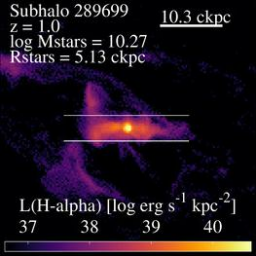 Subhalo 289699
z = 1.0
log Mstars = 10.27
Rstars = 5.13 ckpc
10.3 ckpc
L(H-alpha) [log erg s⁻¹ kpc⁻²]
37 38 39 40